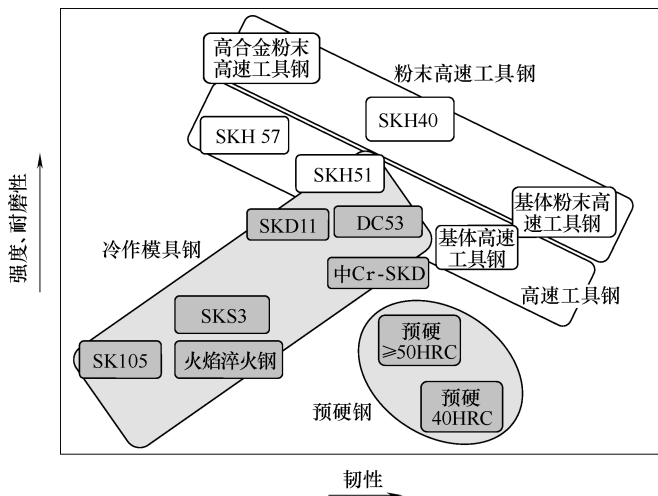 高合金粉末
高速工具钢
粉末高速工具钢
SKH40
SKH 57
SKH51
基体粉末高
速工具钢
SKD11
DC53
基体高速
工具钢
冷作模具钢
中Cr-SKD
高速工具钢
SKS3
预硬
≥50HRC
SK105
火焰淬火钢
预硬
40HRC
预硬钢
强度、耐磨性
韧性